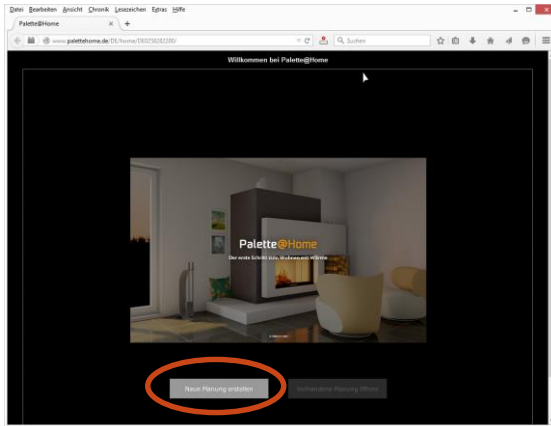 Datei Bearbeiten Ansicht Chronik Lesezeichen Extras Hilfe
Palette@Home
www.palettehome.de/DE/home/
Suchen
Willkommen bei Palette@Home
Palette@Home
Der erste Schritt zum Wohnen mit Wärme
Neue Planung erstellen
Vorhandene Planung öffnen